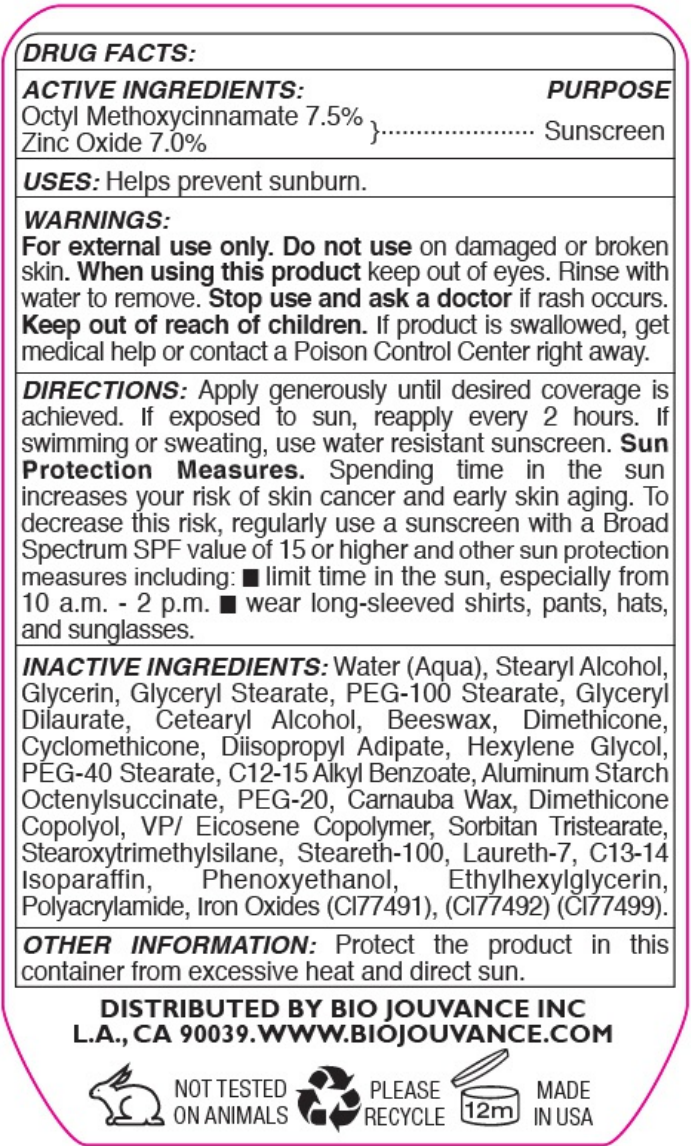 DRUG FACTS:
ACTIVE INGREDIENTS: PURPOSE
Octyl Methoxycinnamate 7.5%
Zinc Oxide 7.0% }...................... Sunscreen
USES: Helps prevent sunburn.
WARNINGS:
For external use only. Do not use on damaged or broken
skin. When using this product keep out of eyes. Rinse with
water to remove. Stop use and ask a doctor if rash occurs.
Keep out of reach of children. If product is swallowed, get
medical help or contact a Poison Control Center right away.
DIRECTIONS: Apply generously until desired coverage is
achieved. If exposed to sun, reapply every 2 hours. If
swimming or sweating, use water resistant sunscreen. Sun
Protection Measures. Spending time in the sun
increases your risk of skin cancer and early skin aging. To
decrease this risk, regularly use a sunscreen with a Broad
Spectrum SPF value of 15 or higher and other sun protection
measures including: ■ limit time in the sun, especially from
10 a.m. - 2 p.m. ■ wear long-sleeved shirts, pants, hats,
and sunglasses.
INACTIVE INGREDIENTS: Water (Aqua), Stearyl Alcohol,
Glycerin, Glyceryl Stearate, PEG-100 Stearate, Glyceryl
Dilaurate, Cetearyl Alcohol, Beeswax, Dimethicone,
Cyclomethicone, Diisopropyl Adipate, Hexylene Glycol,
PEG-40 Stearate, C12-15 Alkyl Benzoate, Aluminum Starch
Octenylsuccinate, PEG-20, Carnauba Wax, Dimethicone
Copolyol, VP/ Eicosene Copolymer, Sorbitan Tristearate,
Stearoxytrimethylsilane, Steareth-100, Laureth-7, C13-14
Isoparaffin, Phenoxyethanol, Ethylhexylglycerin,
Polyacrylamide, Iron Oxides (CI77491), (CI77492) (CI77499).
OTHER INFORMATION: Protect the product in this
container from excessive heat and direct sun.
DISTRIBUTED BY BIO JOUVANCE INC
L.A., CA 90039. WWW.BIOJOUVANCE.COM
NOT TESTED
ON ANIMALS
PLEASE
RECYCLE
12m
MADE
IN USA